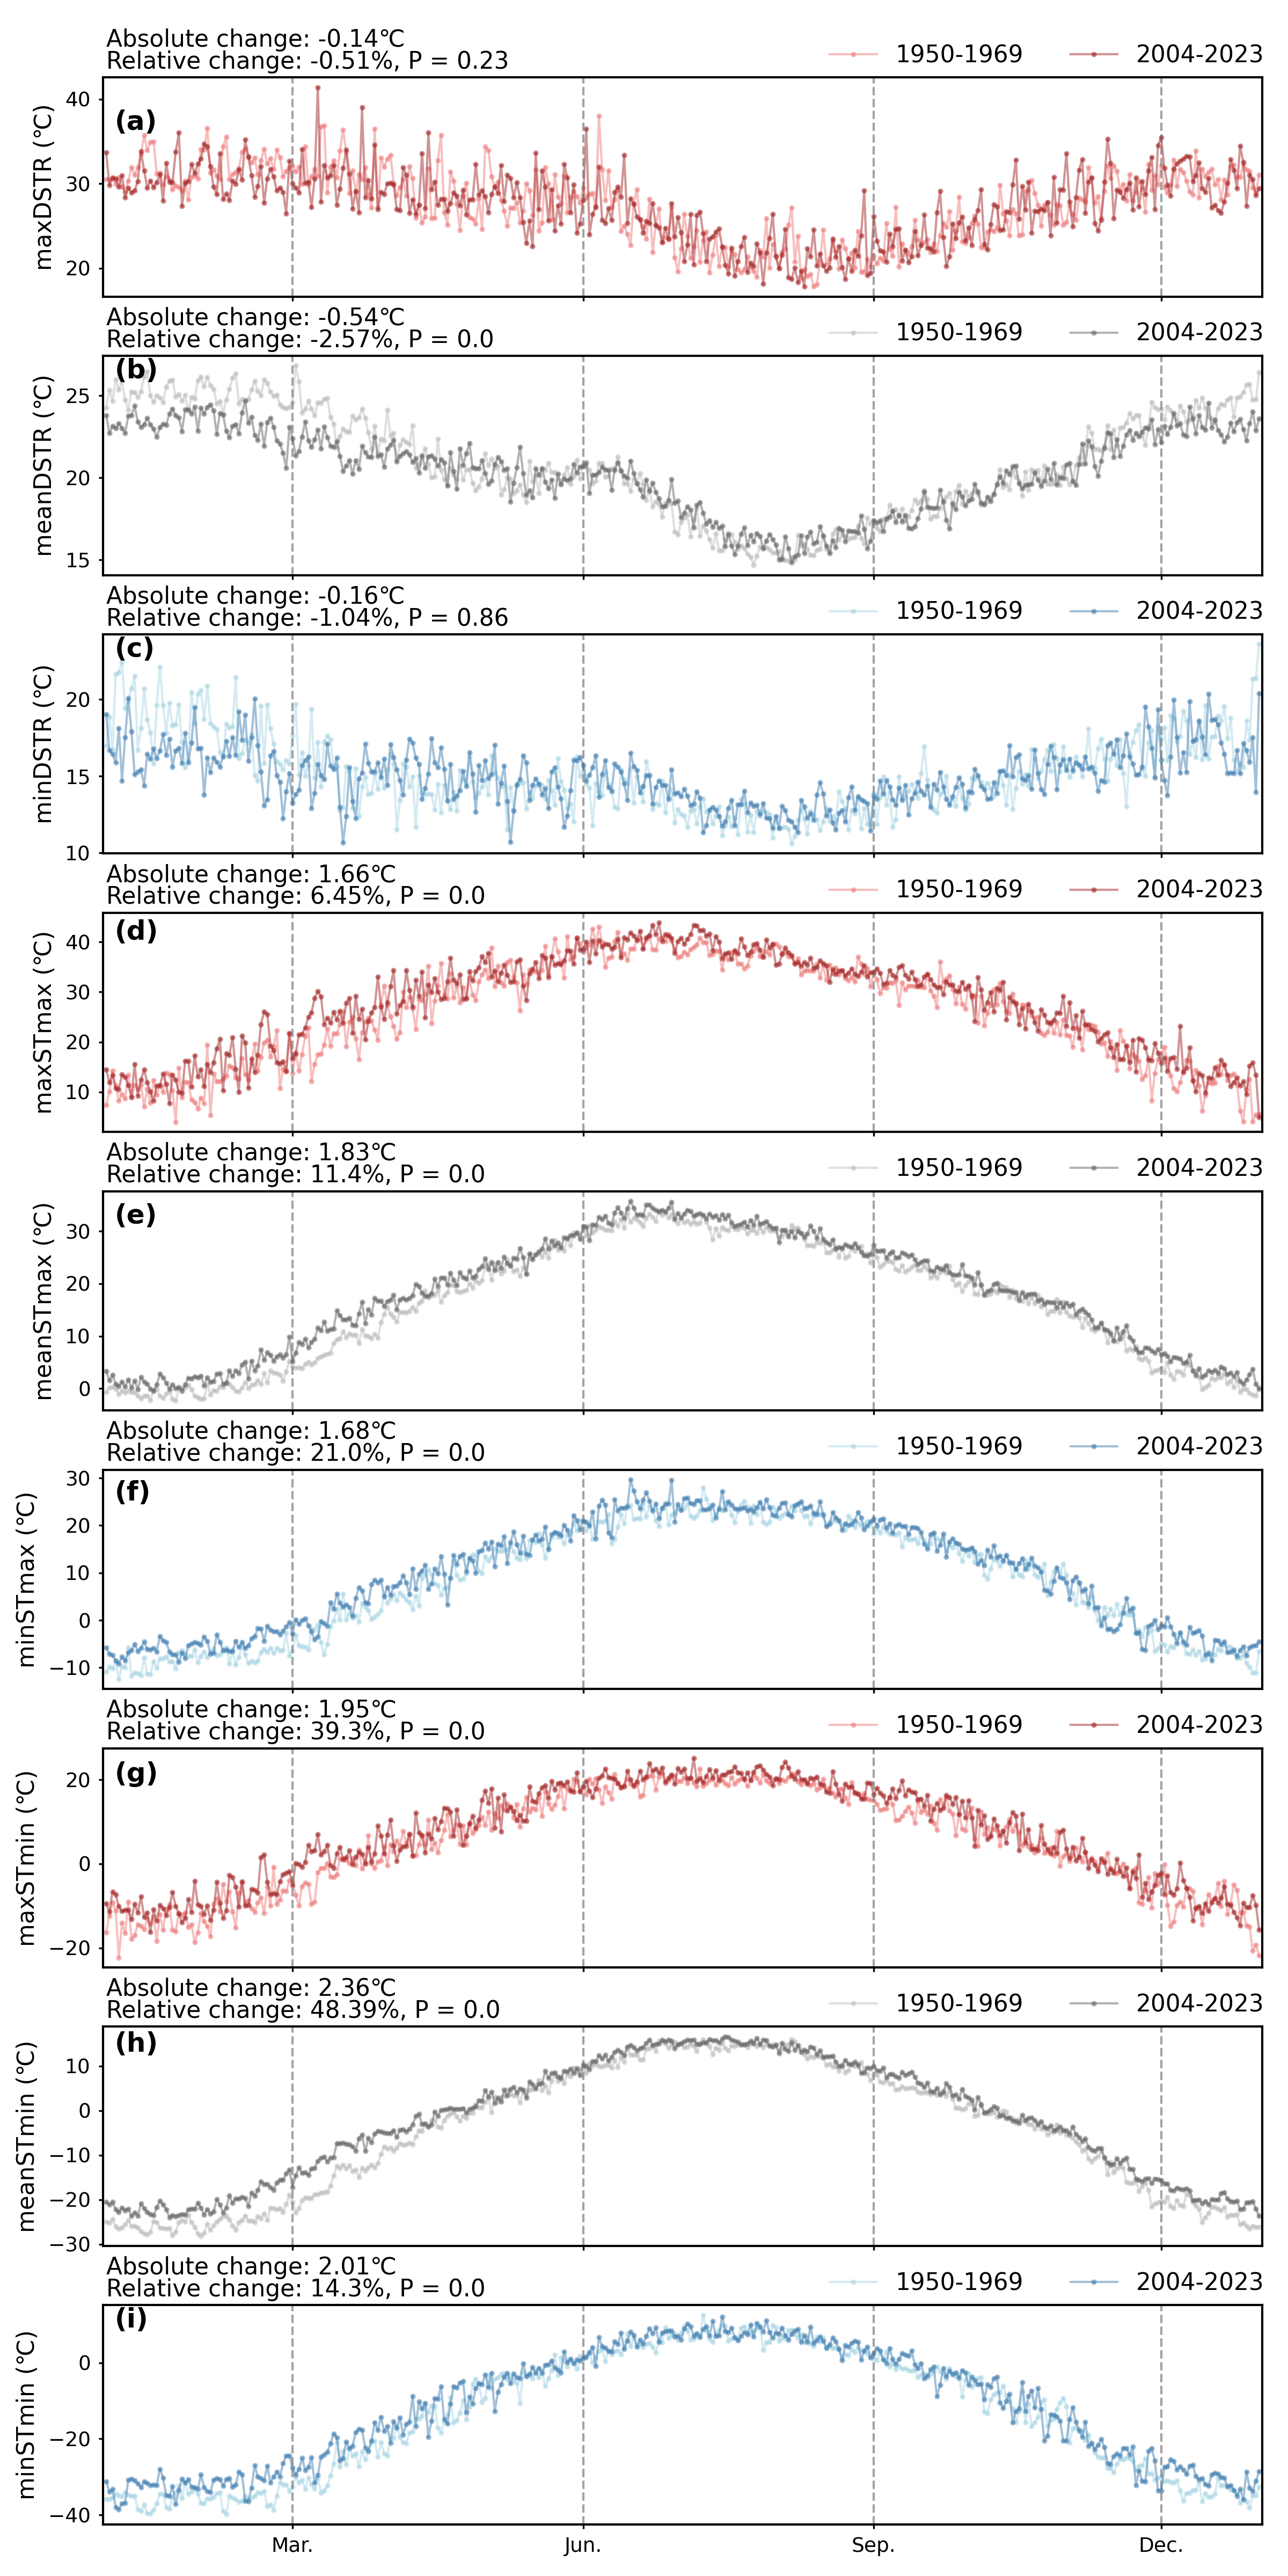 Absolute change: -0.14℃
Relative change: -0.51%, P = 0.23
1950-1969 2004-2023
(a)
maxDSTR (℃)
40
30
20
Absolute change: -0.54℃
Relative change: -2.57%, P = 0.0
1950-1969 2004-2023
(b)
meanDSTR (℃)
25
20
15
Absolute change: -0.16℃
Relative change: -1.04%, P = 0.86
1950-1969 2004-2023
(c)
minDSTR (℃)
20
15
10
Absolute change: 1.66℃
Relative change: 6.45%, P = 0.0
1950-1969 2004-2023
(d)
maxSTmax (℃)
40
30
20
10
Absolute change: 1.83℃
Relative change: 11.4%, P = 0.0
1950-1969 2004-2023
(e)
meanSTmax (℃)
30
20
10
0
Absolute change: 1.68℃
Relative change: 21.0%, P = 0.0
1950-1969 2004-2023
(f)
minSTmax (℃)
30
20
10
0
−10
Absolute change: 1.95℃
Relative change: 39.3%, P = 0.0
1950-1969 2004-2023
(g)
maxSTmin (℃)
20
0
−20
Absolute change: 2.36℃
Relative change: 48.39%, P = 0.0
1950-1969 2004-2023
(h)
meanSTmin (℃)
10
0
−10
−20
−30
Absolute change: 2.01℃
Relative change: 14.3%, P = 0.0
1950-1969 2004-2023
(i)
minSTmin (℃)
0
−20
−40
Mar. Jun. Sep. Dec.